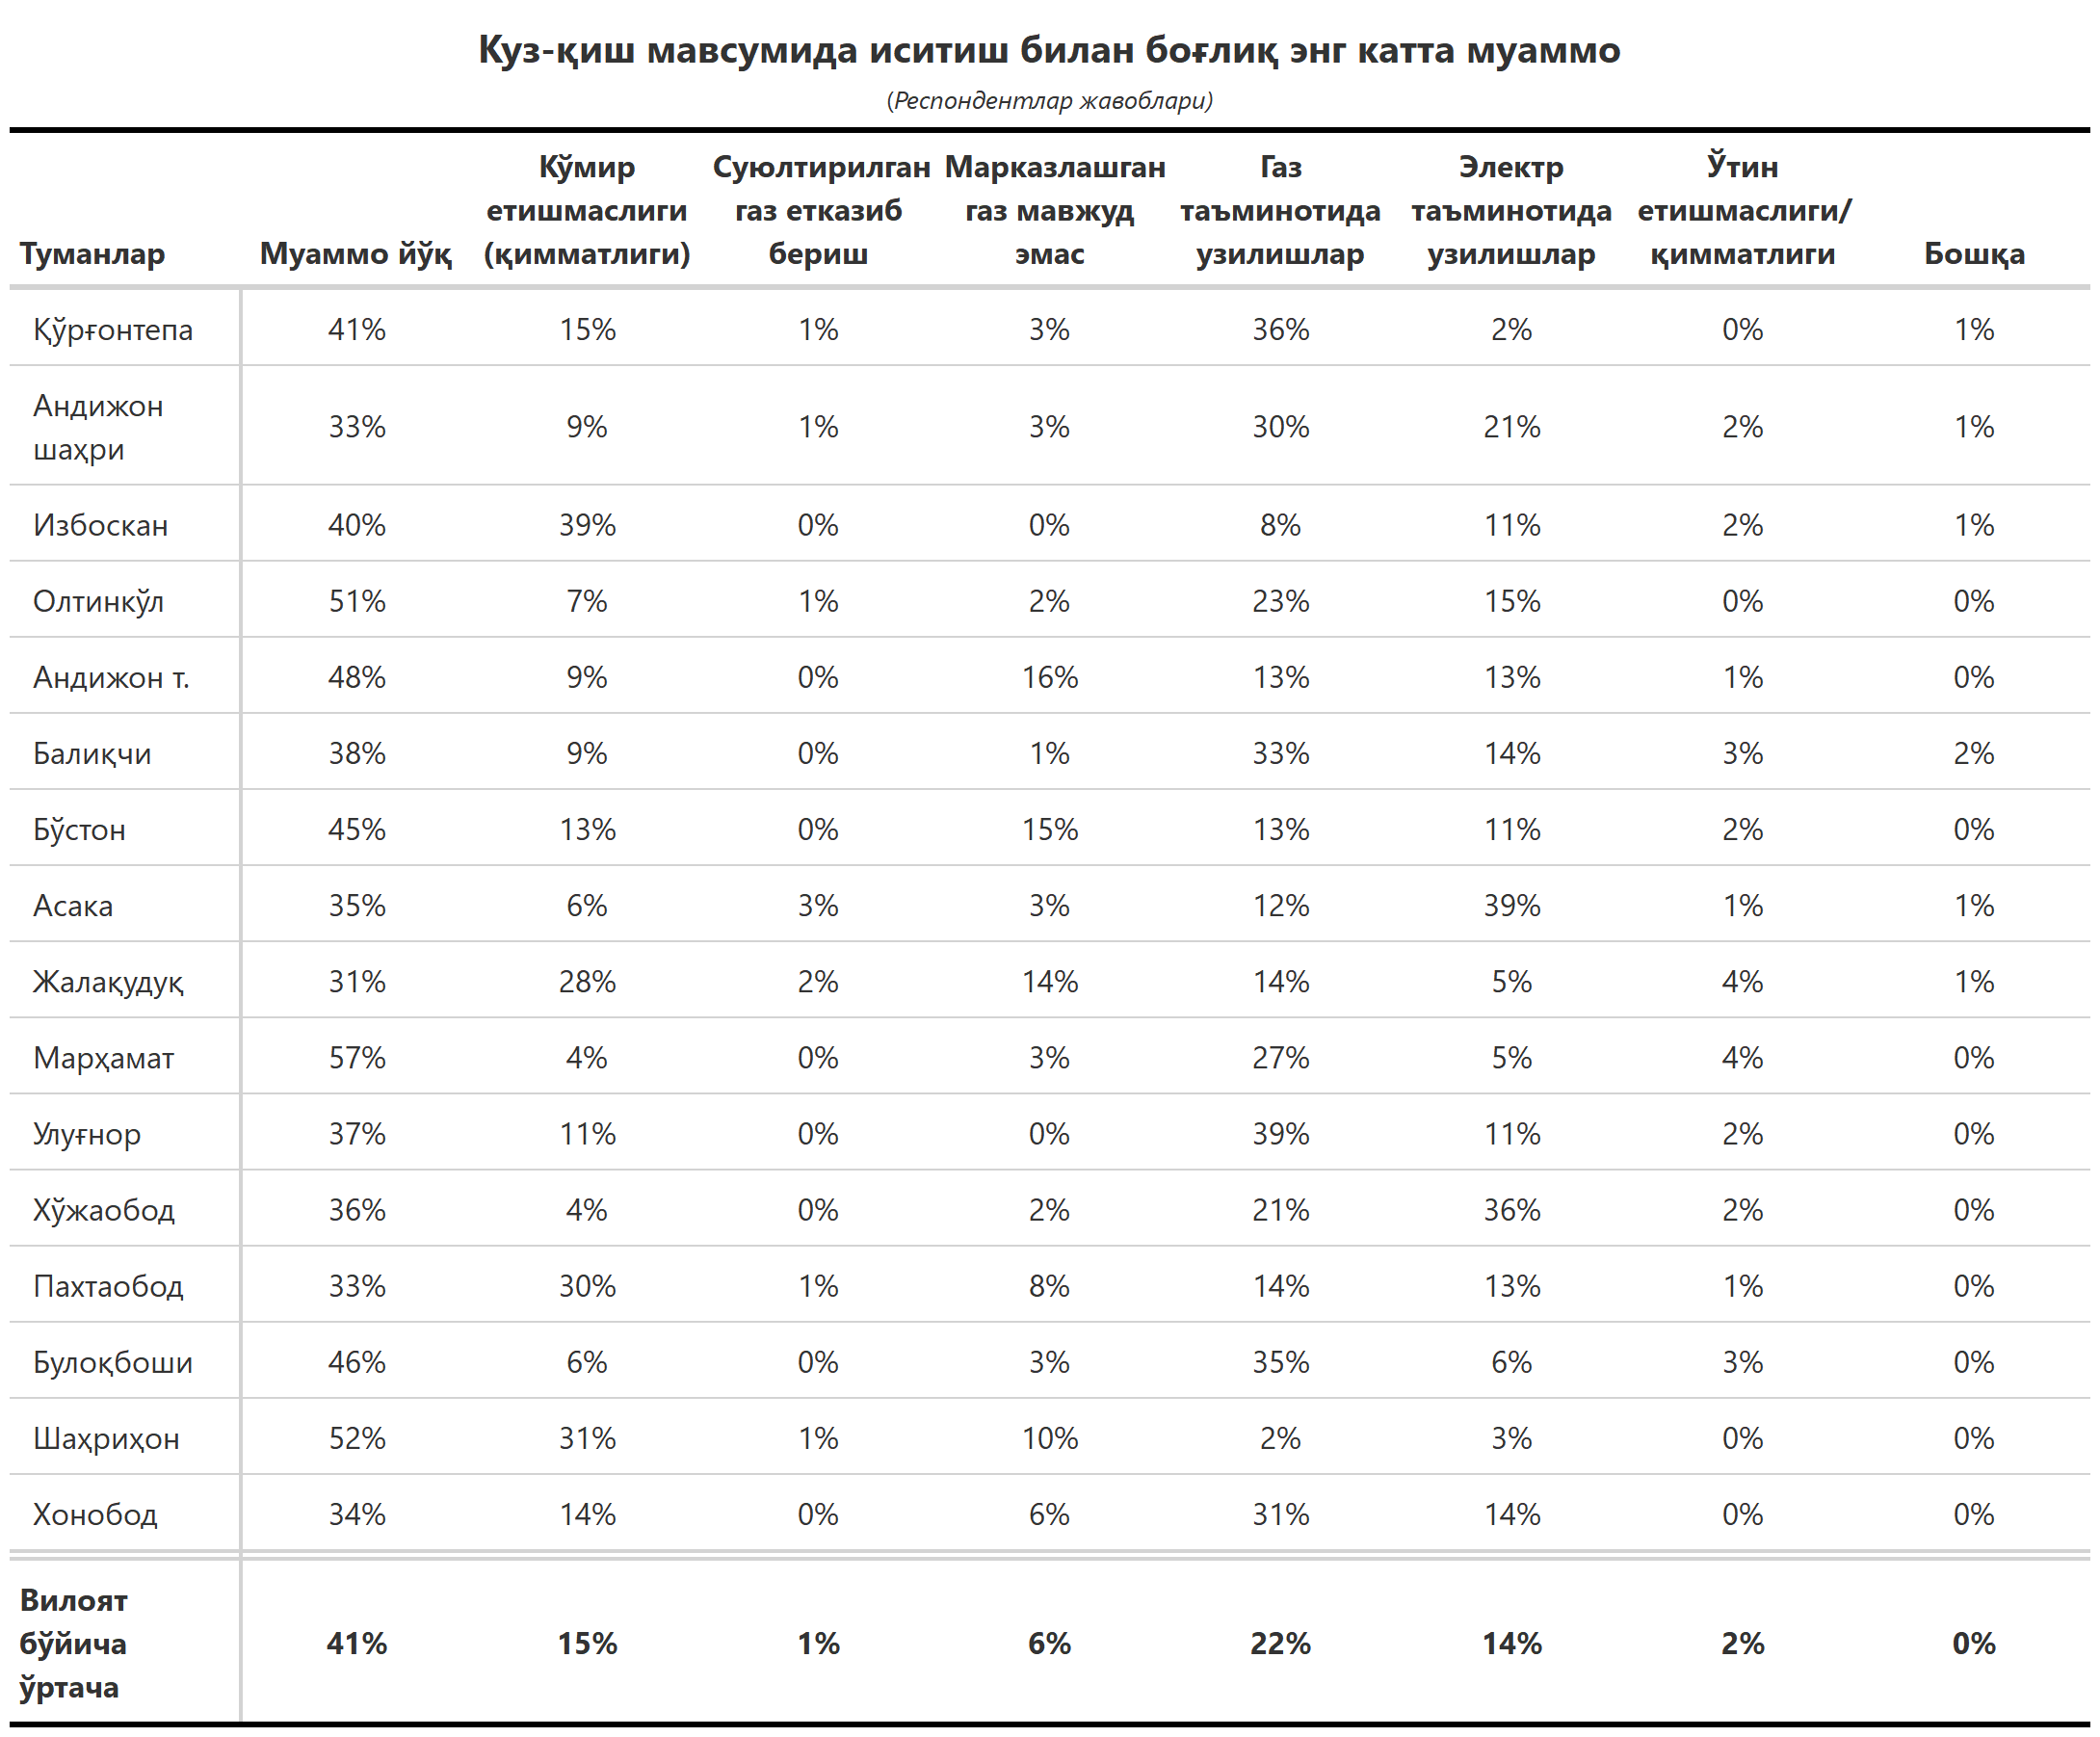 Куз-қиш мавсумида иситиш билан боғлиқ энг катта муаммо
(Респондентлар жавоблари)
Туманлар Муаммо йўқ Кўмир етишмаслиги (қимматлиги) Суюлтирилган газ етказиб бериш Марказлашган газ мавжуд эмас Газ таъминотида узилишлар Электр таъминотида узилишлар Ўтин етишмаслиги/ қимматлиги Бошқа
Қўрғонтепа 41% 15% 1% 3% 36% 2% 0% 1%
Андижон шаҳри 33% 9% 1% 3% 30% 21% 2% 1%
Избоскан 40% 39% 0% 0% 8% 11% 2% 1%
Олтинкўл 51% 7% 1% 2% 23% 15% 0% 0%
Андижон т. 48% 9% 0% 16% 13% 13% 1% 0%
Балиқчи 38% 9% 0% 1% 33% 14% 3% 2%
Бўстон 45% 13% 0% 15% 13% 11% 2% 0%
Асака 35% 6% 3% 3% 12% 39% 1% 1%
Жалақудуқ 31% 28% 2% 14% 14% 5% 4% 1%
Марҳамат 57% 4% 0% 3% 27% 5% 4% 0%
Улуғнор 37% 11% 0% 0% 39% 11% 2% 0%
Хўжаобод 36% 4% 0% 2% 21% 36% 2% 0%
Пахтаобод 33% 30% 1% 8% 14% 13% 1% 0%
Булоқбоши 46% 6% 0% 3% 35% 6% 3% 0%
Шаҳриҳон 52% 31% 1% 10% 2% 3% 0% 0%
Хонобод 34% 14% 0% 6% 31% 14% 0% 0%
Вилоят бўйича ўртача 41% 15% 1% 6% 22% 14% 2% 0%